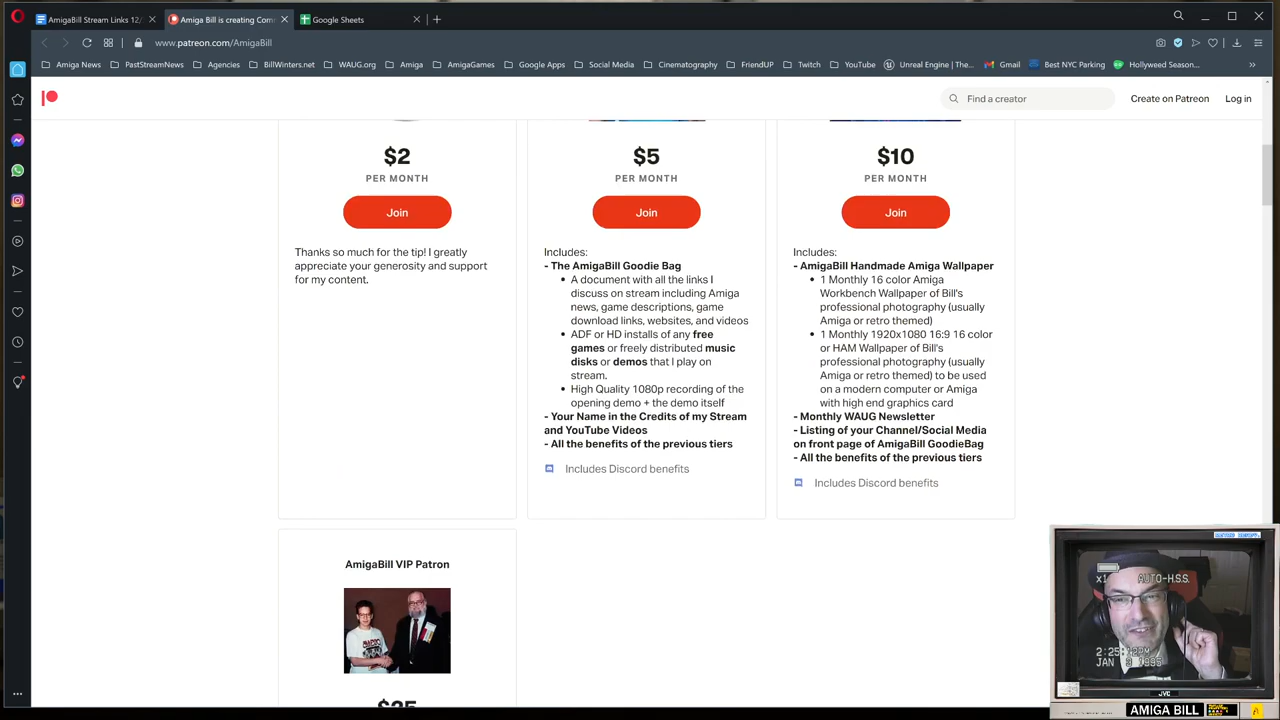 AmigaBill Stream Links 12/
Amiga Bill is creating Com
Google Sheets
www.patreon.com/AmigaBill
Amiga News
PastStreamNews
Agencies
BillWinters.net
WAUG.org
Amiga
AmigaGames
Google Apps
Social Media
Cinematography
FriendUP
Twitch
YouTube
Unreal Engine | The...
Gmail
Best NYC Parking
Hollyweed Season...
Find a creator
Create on Patreon
Log in
$2
PER MONTH
Join
Thanks so much for the tip! I greatly
appreciate your generosity and support
for my content.
$5
PER MONTH
Join
Includes:
- The AmigaBill Goodie Bag
• A document with all the links I
discuss on stream including Amiga
news, game descriptions, game
download links, websites, and videos
• ADF or HD installs of any free
games or freely distributed music
disks or demos that I play on
stream.
• High Quality 1080p recording of the
opening demo + the demo itself
- Your Name in the Credits of my Stream
and YouTube Videos
- All the benefits of the previous tiers
Includes Discord benefits
$10
PER MONTH
Join
Includes:
- AmigaBill Handmade Amiga Wallpaper
• 1 Monthly 16 color Amiga
Workbench Wallpaper of Bill's
professional photography (usually
Amiga or retro themed)
• 1 Monthly 1920x1080 16:9 16 color
or HAM Wallpaper of Bill's
professional photography (usually
Amiga or retro themed) to be used
on a modern computer or Amiga
with high end graphics card
- Monthly WAUG Newsletter
- Listing of your Channel/Social Media
on front page of AmigaBill GoodieBag
- All the benefits of the previous tiers
Includes Discord benefits
AmigaBill VIP Patron
$25
AUTO-H.S.S.
JVC
AMIGA BILL